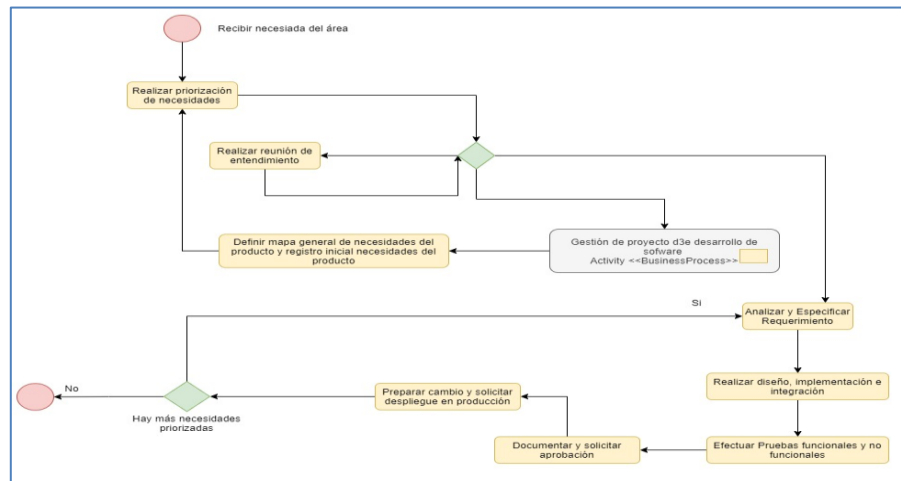 Recibir necesiada del área
Realizar priorización
de necesidades
Realizar reunión de
entendimiento
Definir mapa general de necesidades del
producto y registro inicial necesidades del
producto
Gestión de proyecto d3e desarrollo de
sofware
Activity <<BusinessProcess>>
Si
Analizar y Especificar
Requerimiento
No
Hay más necesidades
priorizadas
Preparar cambio y solicitar
despliegue en producción
Realizar diseño, implementación e
integración
Documentar y solicitar
aprobación
Efectuar Pruebas funcionales y no
funcionales